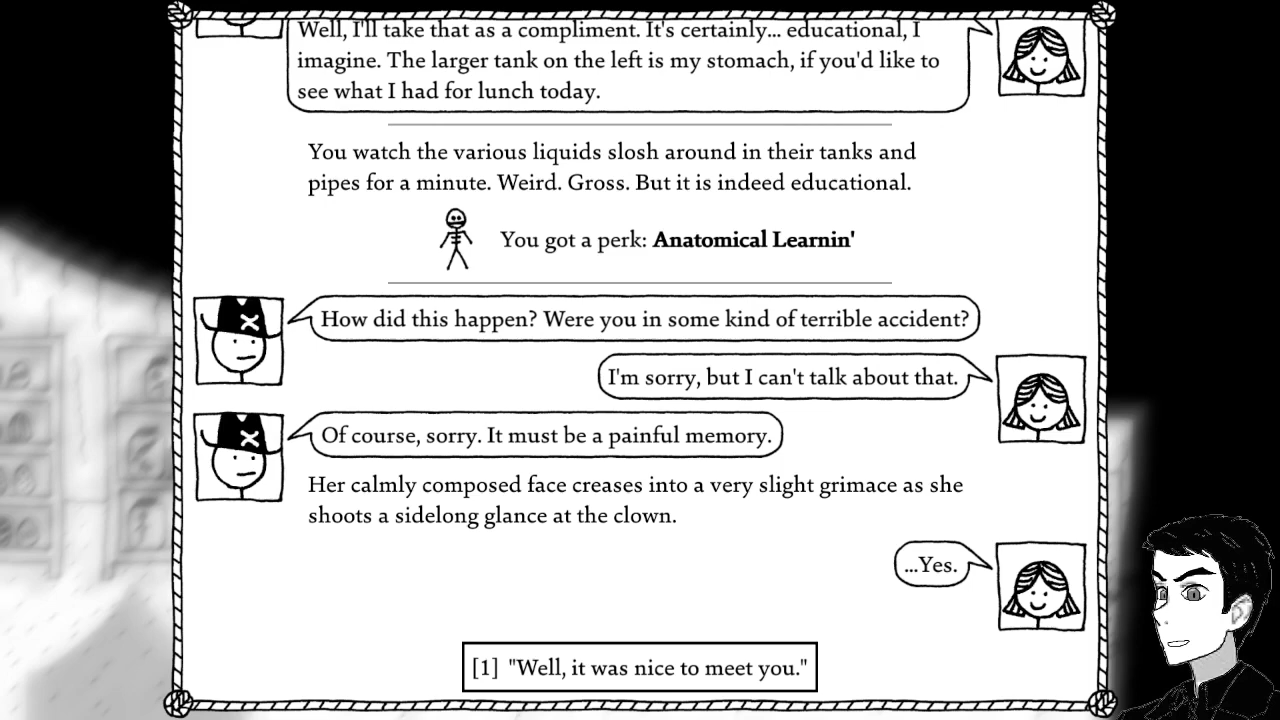 Well, I'll take that as a compliment. It's certainly... educational, I
imagine. The larger tank on the left is my stomach, if you'd like to
see what I had for lunch today.
You watch the various liquids slosh around in their tanks and
pipes for a minute. Weird. Gross. But it is indeed educational.
You got a perk: Anatomical Learnin'
How did this happen? Were you in some kind of terrible accident?
I'm sorry, but I can't talk about that.
Of course, sorry. It must be a painful memory.
Her calmly composed face creases into a very slight grimace as she
shoots a sidelong glance at the clown.
...Yes.
[1] "Well, it was nice to meet you."